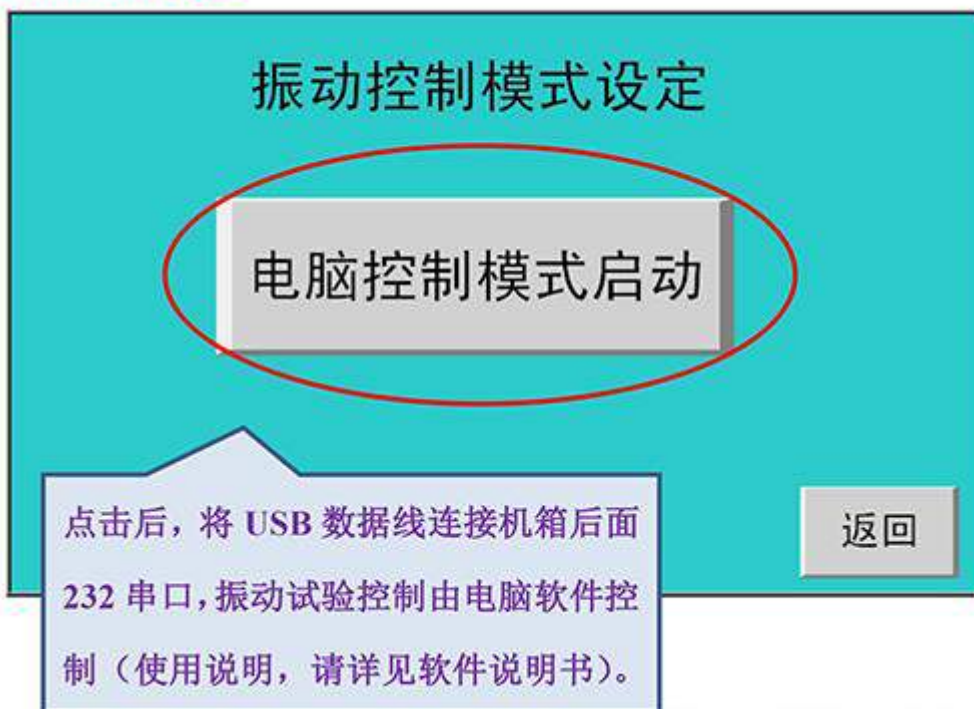 振动控制模式设定
电脑控制模式启动
点击后，将 USB 数据线连接机箱后面
232 串口，振动试验控制由电脑软件控
制（使用说明，请详见软件说明书）。
返回